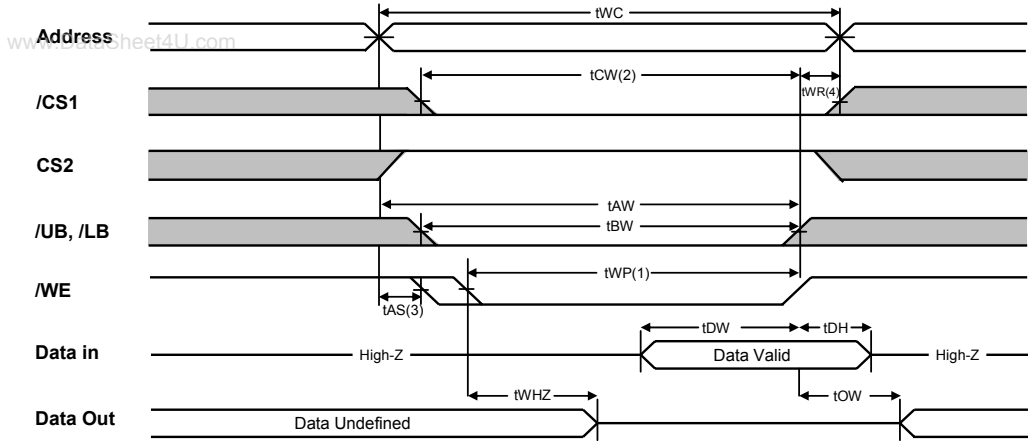 tWC
Address
www.DataSheet4U.com
tCW(2)
tWR(4)
/CS1
CS2
tAW
/UB, /LB
tBW
tWP(1)
/WE
tAS(3)
tDW
tDH
Data in
High-Z
Data Valid
High-Z
tWHZ
tOW
Data Out
Data Undefined